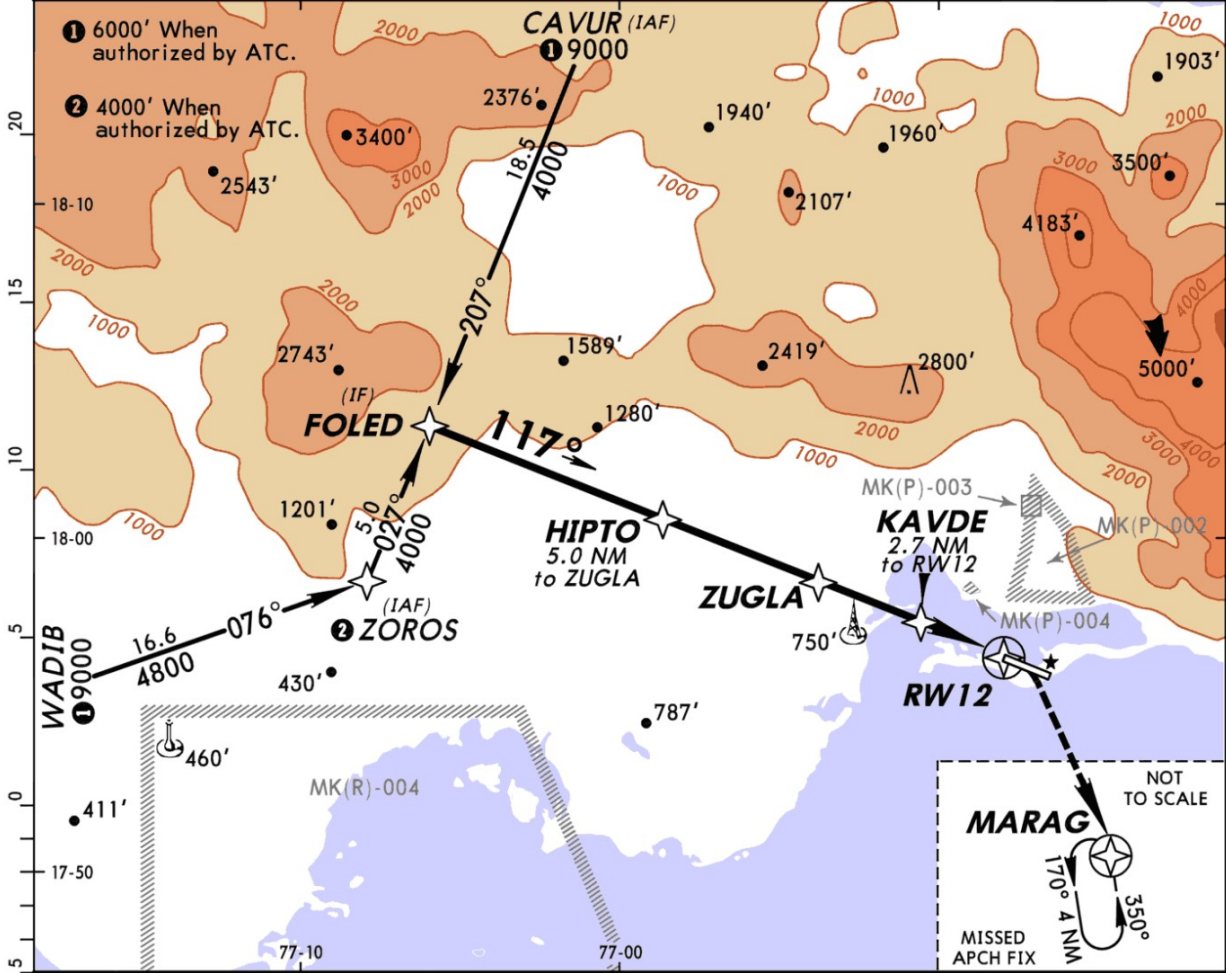 ❶ 6000' When
authorized by ATC.
❷ 4000' When
authorized by ATC.
CAVUR (IAF)
❶ 9000
1000
1903'
2000
2376'
1940'
1000
1960'
2000
20
3400'
18.5
4000
3000
3500'
3000
2543'
2000
1000
2107'
18-10
4183'
2000
15
2000
4000
207°
1000
2743'
1589'
2419'
2800'
5000'
(IF)
FOLED
117°
1280'
2000
3000
4000
10
1000
2000
MK(P)-003
1201'
5.0
027°
4000
1000
HIPTO
5.0 NM
to ZUGLA
KAVDE
2.7 NM
to RW12
MK(P)-002
18-00
ZUGLA
(IAF)
❷ ZOROS
076°
16.6
4800
MK(P)-004
5
750'
WADIB
❶ 9000
430'
RW12
787'
460'
MK(R)-004
NOT
TO SCALE
0
411'
MARAG
17-50
170° 4 NM
350°
77-10
77-00
MISSED
APCH FIX
5